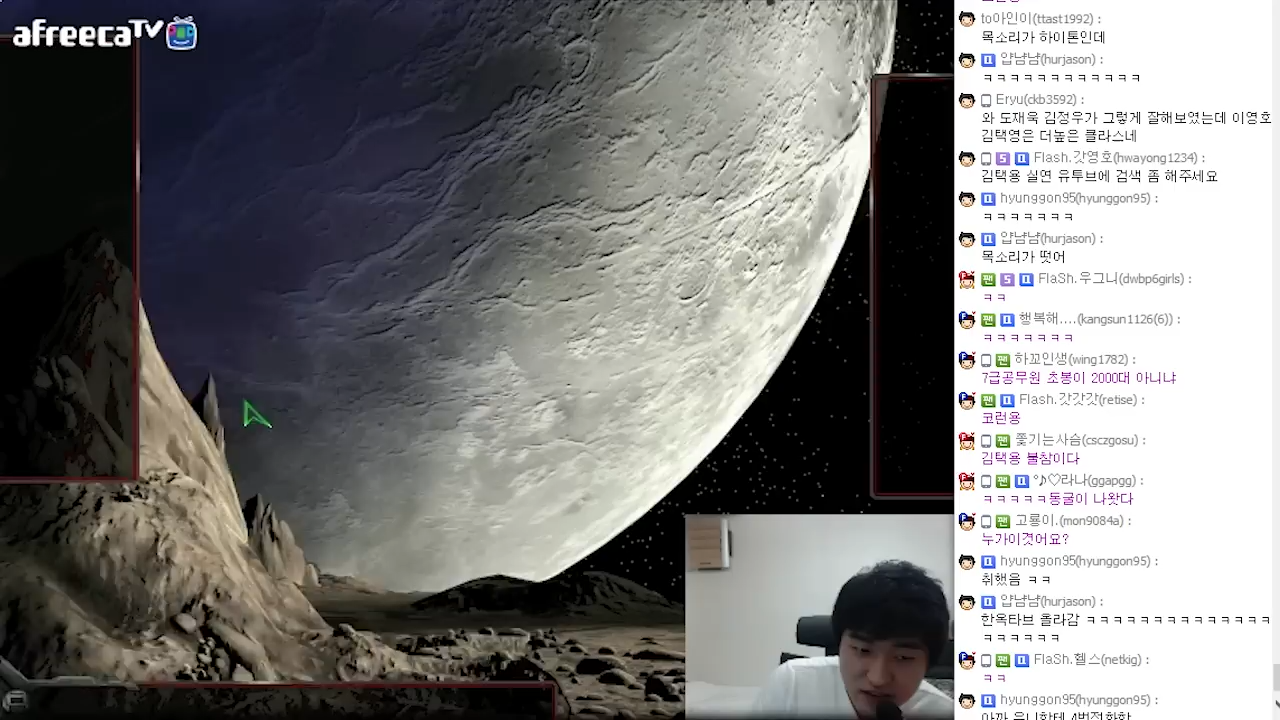 afreecaTV
to아인이(ttast1992) :
목소리가 하이톤인데
얍냠냠(hurjason) :
ㅋㅋㅋㅋㅋㅋㅋㅋㅋㅋㅋㅋ
Eryu(ckb3592) :
와 도재욱 김정우가 그렇게 잘해보였는데 이영호
김택영은 더높은 클라스네
Flash.갓영호(hwayong1234) :
김택용 실연 유투브에 검색 좀 해주세요
hyunggon95(hyunggon95) :
ㅋㅋㅋㅋㅋㅋㅋ
얍냠냠(hurjason) :
목소리가 떳어
FlaSh.우그니(dwbp6girls) :
ㅋㅋ
행복해....(kangsun1126(6)) :
ㅋㅋㅋㅋㅋㅋㅋ
하꼬인생(wing1782) :
7급공무원 초봉이 2000대 아니냐
Flash.갓갓갓(retise) :
코런용
쫓기는사슴(csczgosu) :
김택용 불참이다
°♪♡라나(ggapgg) :
ㅋㅋㅋㅋㅋ동굴이 나왓다
고룡이.(mon9084a) :
누가이겻어요?
hyunggon95(hyunggon95) :
취했음 ㅋㅋ
얍냠냠(hurjason) :
한옥타브 올라감 ㅋㅋㅋㅋㅋㅋㅋㅋㅋㅋㅋㅋㅋㅋ
ㅋㅋㅋㅋㅋㅋ
FlaSh.헬스(netkig) :
ㅋㅋ
hyunggon95(hyunggon95) :